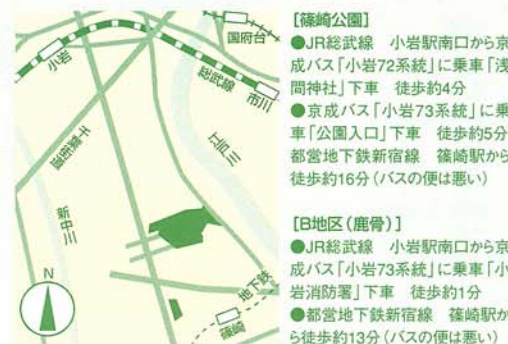 国府台
小岩
総武線
市川
千葉街道
江戸川
新中川
N
地下鉄
篠崎
[篠崎公園]
●JR総武線　小岩駅南口から京
成バス「小岩72系統」に乗車「浅
間神社」下車　徒歩約4分
●京成バス「小岩73系統」に乗
車「公園入口」下車　徒歩約5分
都営地下鉄新宿線　篠崎駅から
徒歩約16分(バスの便は悪い)
[B地区(鹿骨)]
●JR総武線　小岩駅南口から京
成バス「小岩73系統」に乗車「小
岩消防署」下車　徒歩約1分
●都営地下鉄新宿線　篠崎駅か
ら徒歩約13分(バスの便は悪い)